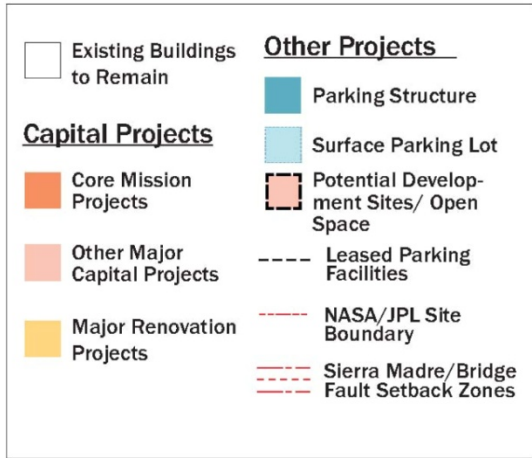 Existing Buildings
to Remain
Capital Projects
Core Mission
Projects
Other Major
Capital Projects
Major Renovation
Projects
Other Projects
Parking Structure
Surface Parking Lot
Potential Develop-
ment Sites/ Open
Space
Leased Parking
Facilities
NASA/JPL Site
Boundary
Sierra Madre/Bridge
Fault Setback Zones